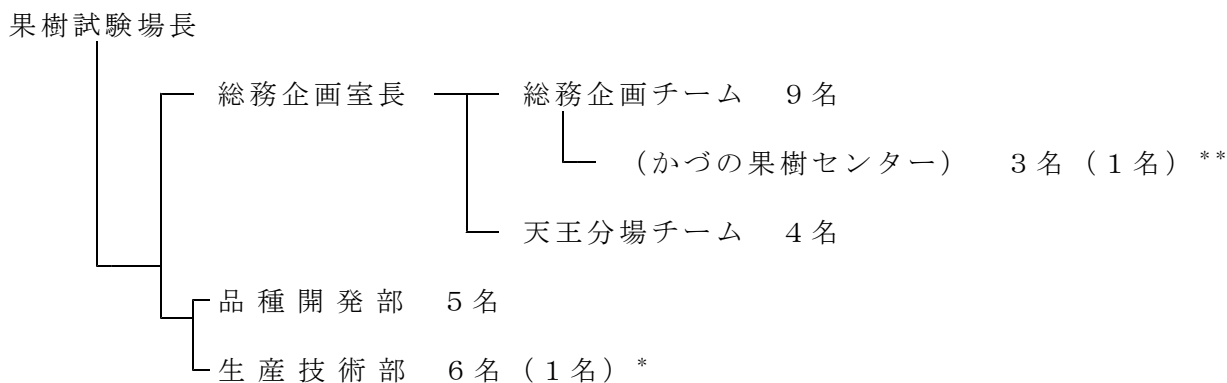 果樹試験場長
総務企画室長 総務企画チーム ９名
（かづの果樹センター） ３名（１名）**
天王分場チーム ４名
品種開発部 ５名
生産技術部 ６名（１名）*